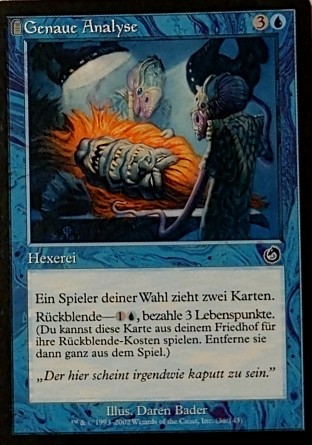 Genaue Analyse 3
Hexerei
Ein Spieler deiner Wahl zieht zwei Karten.
Rückblende—1, bezahle 3 Lebenspunkte.
(Du kannst diese Karte aus deinem Friedhof für
ihre Rückblende-Kosten spielen. Entferne sie
dann ganz aus dem Spiel.)
„Der hier scheint irgendwie kaputt zu sein.”
Illus. Daren Bader
™ & © 1993–2002 Wizards of the Coast, Inc.